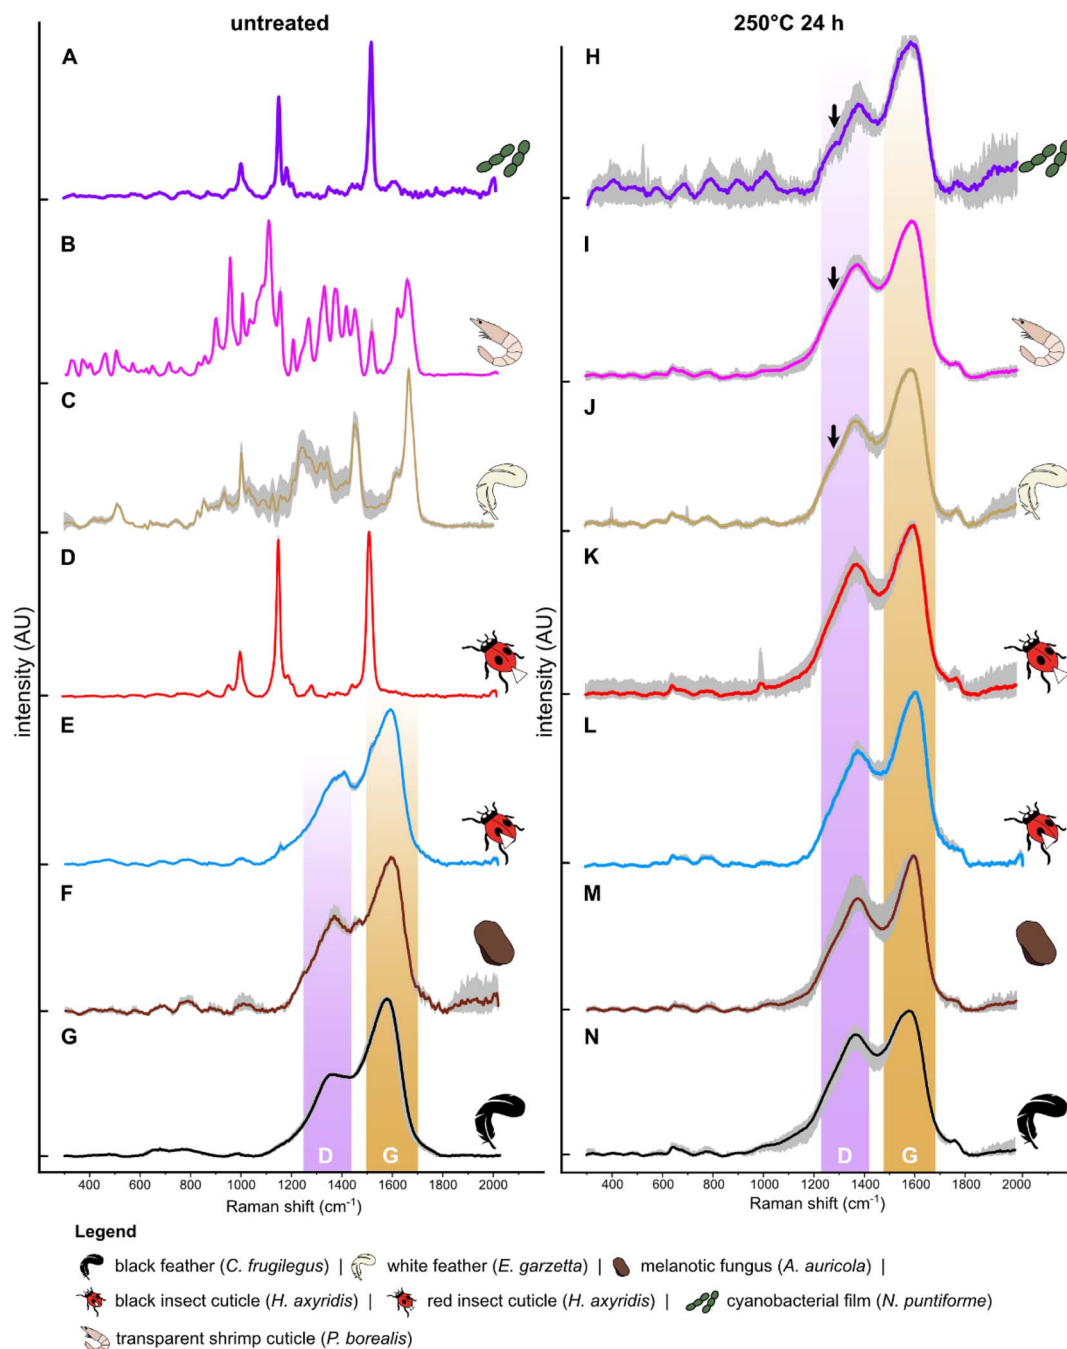 untreated
250°C 24 h
A
H
B
I
C
J
D
K
E
L
F
M
G
N
intensity (AU)
intensity (AU)
D
G
D
G
400 600 800 1000 1200 1400 1600 1800 2000
400 600 800 1000 1200 1400 1600 1800 2000
Raman shift (cm⁻¹)
Raman shift (cm⁻¹)
Legend
black feather (C. frugilegus) | white feather (E. garzetta) | melanotic fungus (A. auricola) |
black insect cuticle (H. axyridis) | red insect cuticle (H. axyridis) | cyanobacterial film (N. puntiforme)
transparent shrimp cuticle (P. borealis)